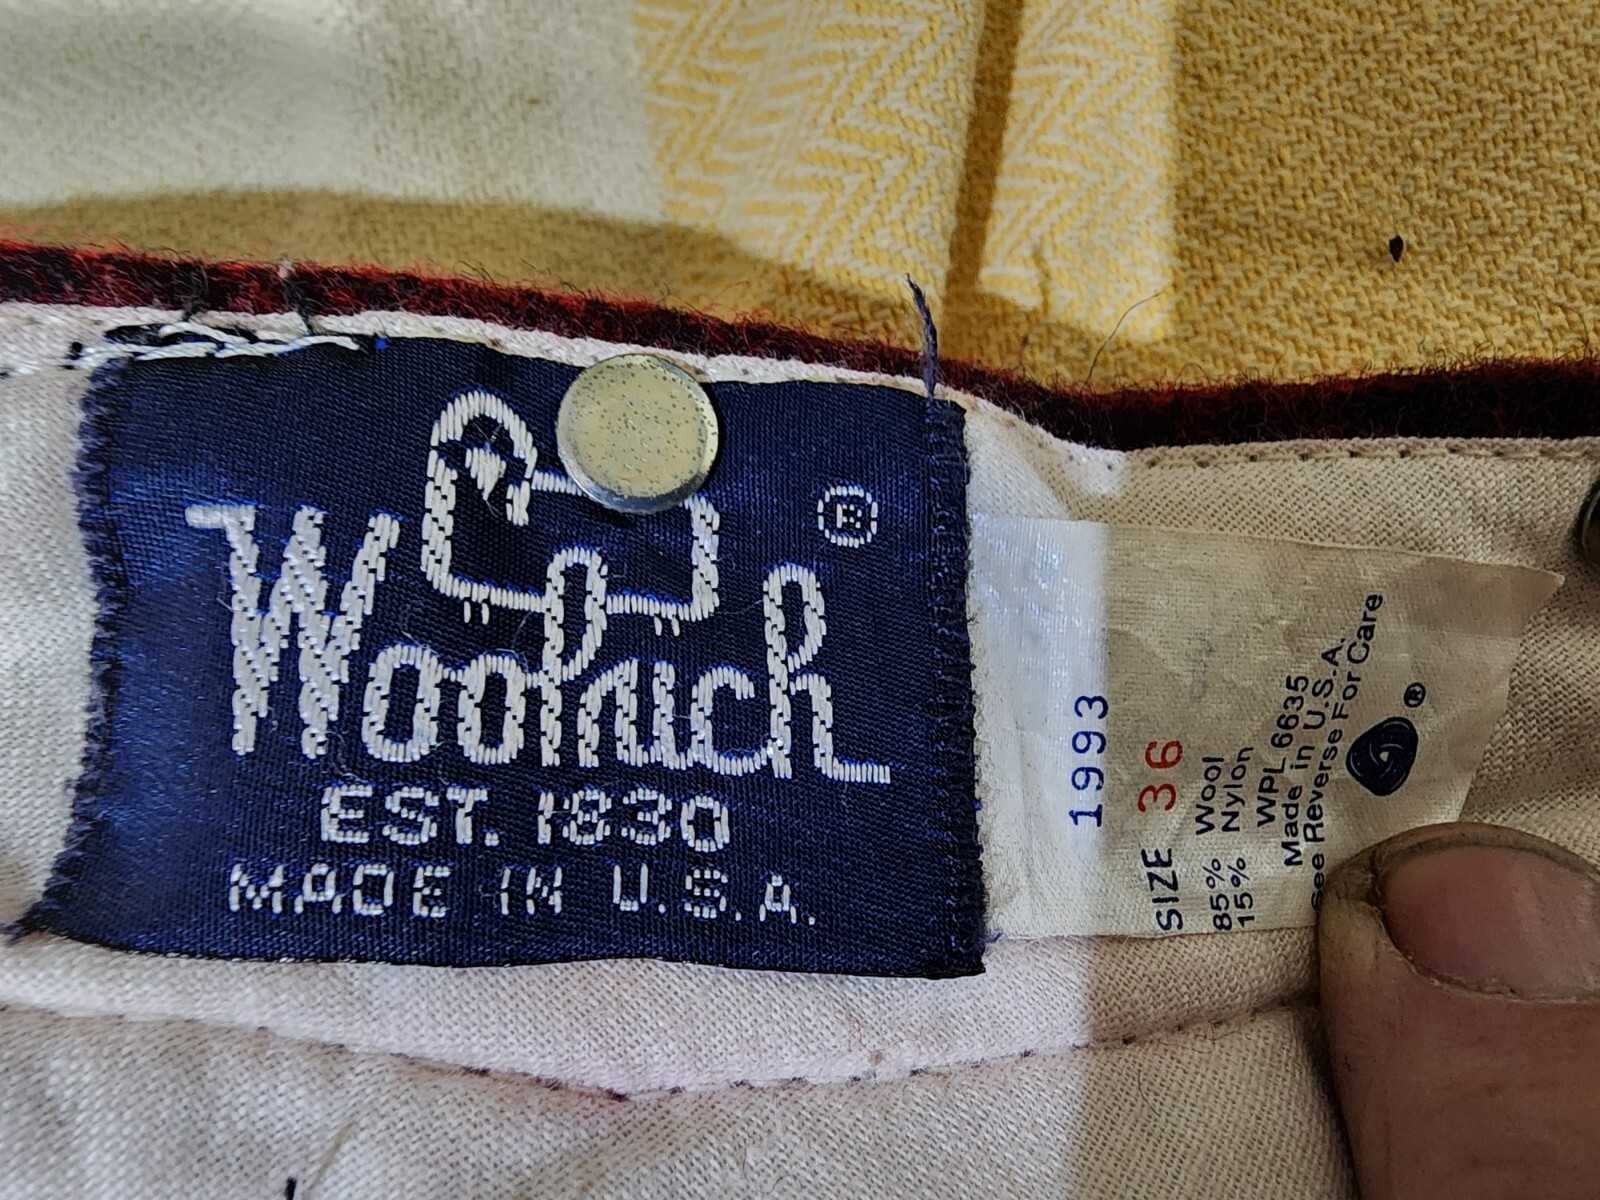 Woolrich
®
EST. 1830
MADE IN U.S.A.
1993
SIZE 36
85% Wool
15% Nylon
WPL 6635
Made in U.S.A.
See Reverse For Care
®